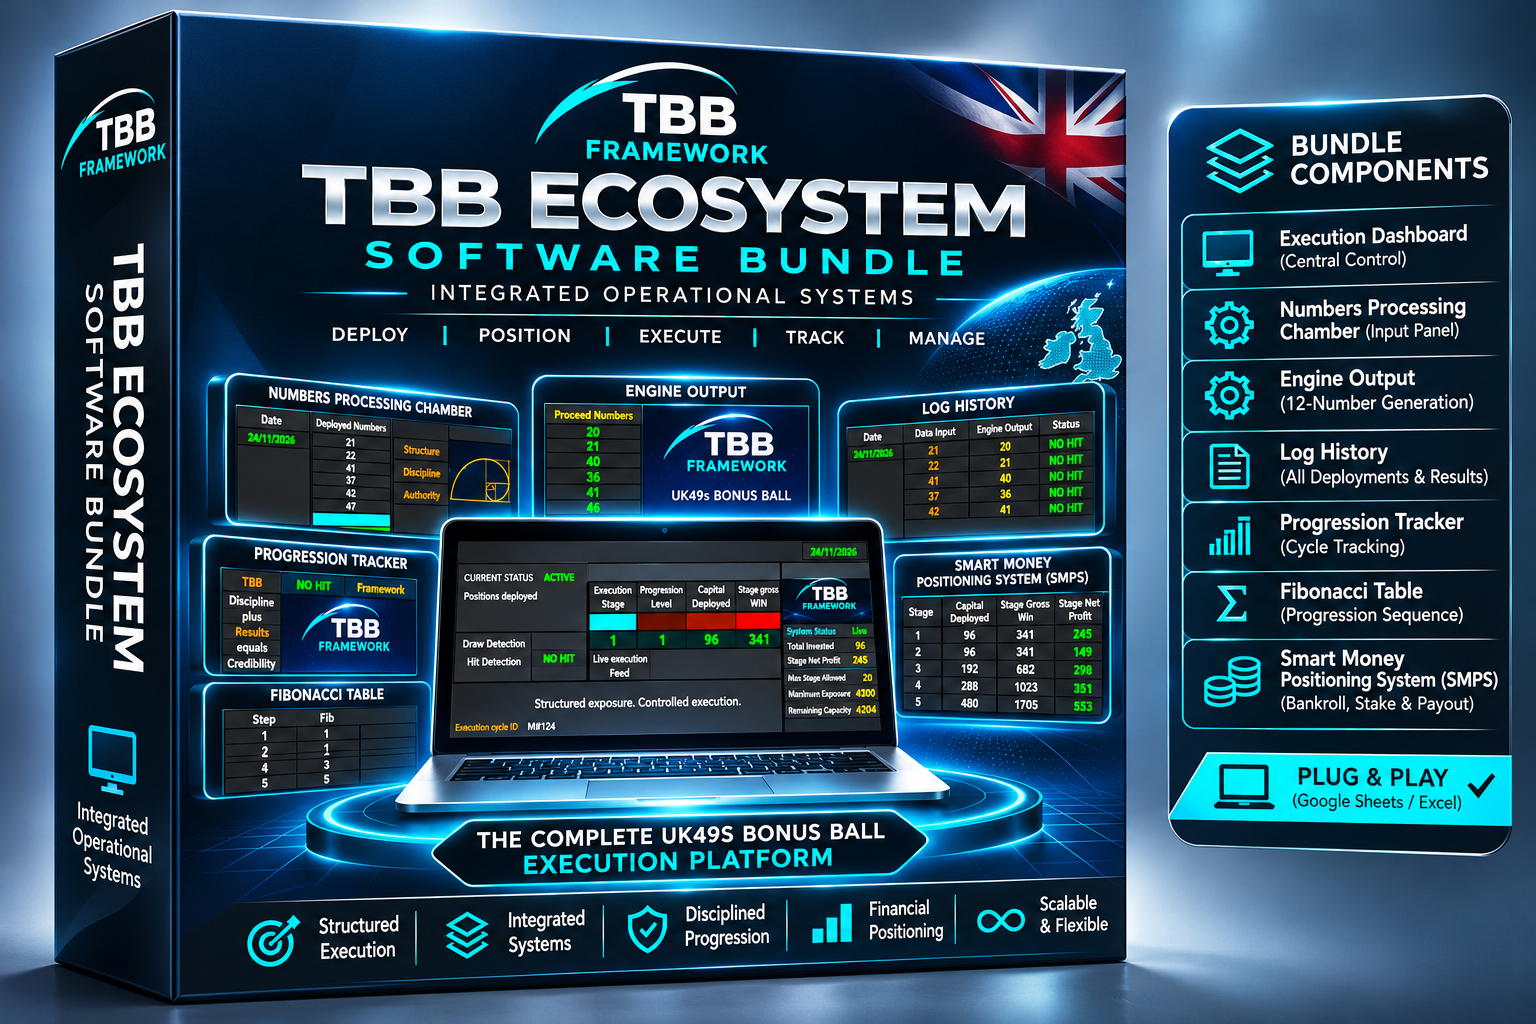 TBB
FRAMEWORK
TBB ECOSYSTEM
SOFTWARE BUNDLE
Integrated
Operational
Systems
TBB
FRAMEWORK
TBB ECOSYSTEM
SOFTWARE BUNDLE
INTEGRATED OPERATIONAL SYSTEMS
DEPLOY | POSITION | EXECUTE | TRACK | MANAGE
NUMBERS PROCESSING CHAMBER
Date Deployed Numbers
24/11/2026
21
22
41
37
42
47
Structure
Discipline
Authority
ENGINE OUTPUT
Proceed Numbers
20
21
40
36
41
46
TBB
FRAMEWORK
UK49s BONUS BALL
LOG HISTORY
Date Data Input Engine Output Status
24/11/2026 21 20 NO HIT
22 21 NO HIT
41 40 NO HIT
37 36 NO HIT
42 41 NO HIT
PROGRESSION TRACKER
TBB NO HIT Framework
Discipline
plus
Results
equals
Credibility
TBB
FRAMEWORK
FIBONACCI TABLE
Step Fib
1 1
2 1
4 3
5 5
24/11/2026
CURRENT STATUS ACTIVE
Positions deployed
Execution Stage Progression Level Capital Deployed Stage gross WIN
1 1 96 341
Draw Detection
Hit Detection NO HIT
Live execution
Feed
Structured exposure. Controlled execution.
Execution cycle ID M#124
TBB
FRAMEWORK
System Status Live
Total Invested 96
Stage Net Profit 245
Max Stage Allowed 20
Maximum Exposure 4300
Remaining Capacity 4204
SMART MONEY
POSITIONING SYSTEM (SMPS)
Stage Capital Deployed Stage Gross Win Stage Net Profit
1 96 341 245
2 96 341 149
3 192 682 298
4 288 1023 351
5 480 1705 553
THE COMPLETE UK49S BONUS BALL
EXECUTION PLATFORM
Structured
Execution
Integrated
Systems
Disciplined
Progression
Financial
Positioning
Scalable
& Flexible
BUNDLE
COMPONENTS
Execution Dashboard
(Central Control)
Numbers Processing
Chamber (Input Panel)
Engine Output
(12-Number Generation)
Log History
(All Deployments & Results)
Progression Tracker
(Cycle Tracking)
Fibonacci Table
(Progression Sequence)
Smart Money
Positioning System (SMPS)
(Bankroll, Stake & Payout)
PLUG & PLAY
(Google Sheets / Excel)